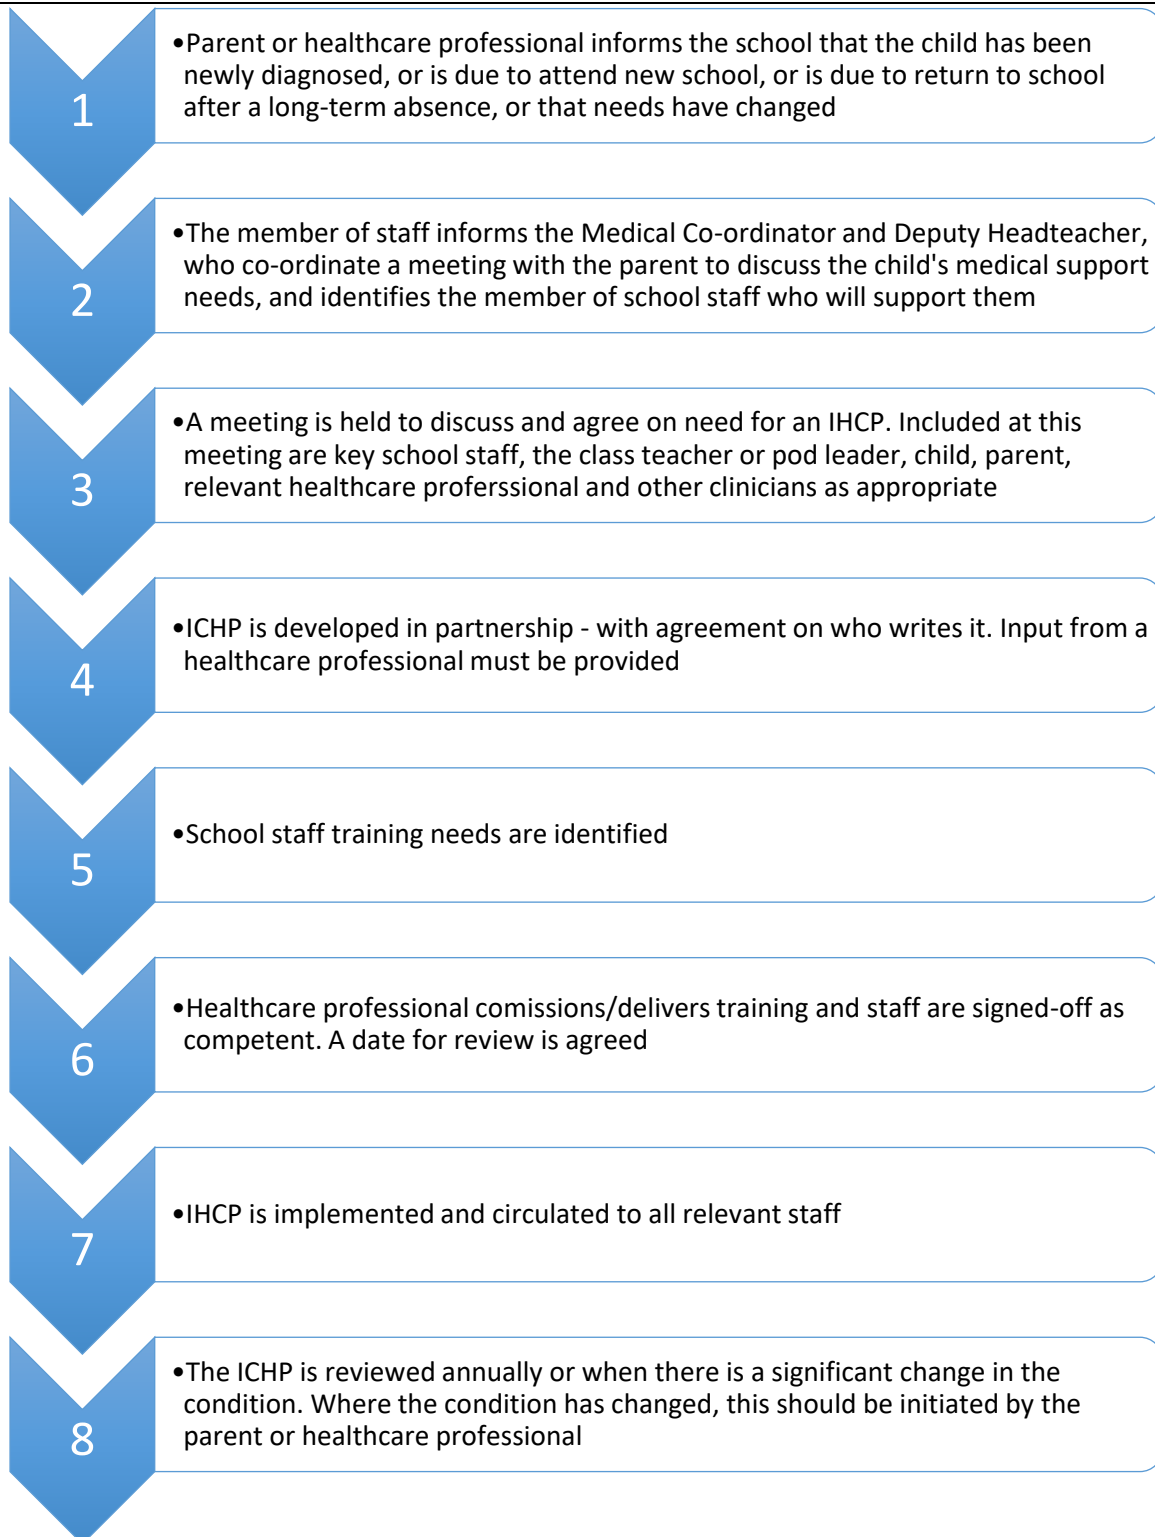 1
•Parent or healthcare professional informs the school that the child has been
newly diagnosed, or is due to attend new school, or is due to return to school
after a long-term absence, or that needs have changed
2
•The member of staff informs the Medical Co-ordinator and Deputy Headteacher,
who co-ordinate a meeting with the parent to discuss the child's medical support
needs, and identifies the member of school staff who will support them
3
•A meeting is held to discuss and agree on need for an IHCP. Included at this
meeting are key school staff, the class teacher or pod leader, child, parent,
relevant healthcare proferssional and other clinicians as appropriate
4
•ICHP is developed in partnership - with agreement on who writes it. Input from a
healthcare professional must be provided
5
•School staff training needs are identified
6
•Healthcare professional comissions/delivers training and staff are signed-off as
competent. A date for review is agreed
7
•IHCP is implemented and circulated to all relevant staff
8
•The ICHP is reviewed annually or when there is a significant change in the
condition. Where the condition has changed, this should be initiated by the
parent or healthcare professional